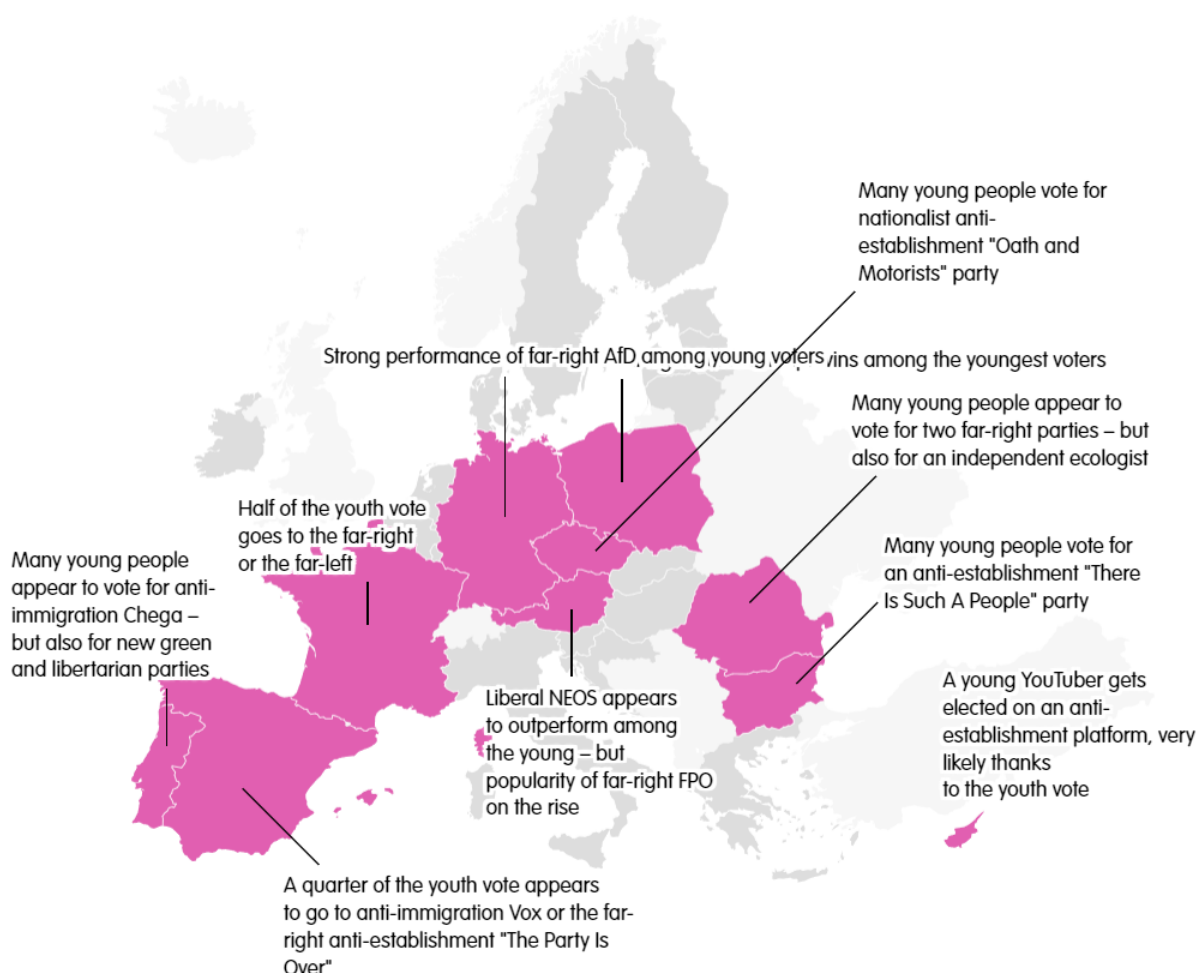 Many young people vote for
nationalist anti-
establishment "Oath and
Motorists" party
Strong performance of far-right AfD among young voters
wins among the youngest voters
Many young people appear to
vote for two far-right parties – but
also for an independent ecologist
Half of the youth vote
goes to the far-right
or the far-left
Many young people
appear to vote for anti-
immigration Chega –
but also for new green
and libertarian parties
Many young people vote for
an anti-establishment "There
Is Such A People" party
Liberal NEOS appears
to outperform among
the young – but
popularity of far-right FPO
on the rise
A young YouTuber gets
elected on an anti-
establishment platform, very
likely thanks
to the youth vote
A quarter of the youth vote appears
to go to anti-immigration Vox or the far-
right anti-establishment "The Party Is
Over"